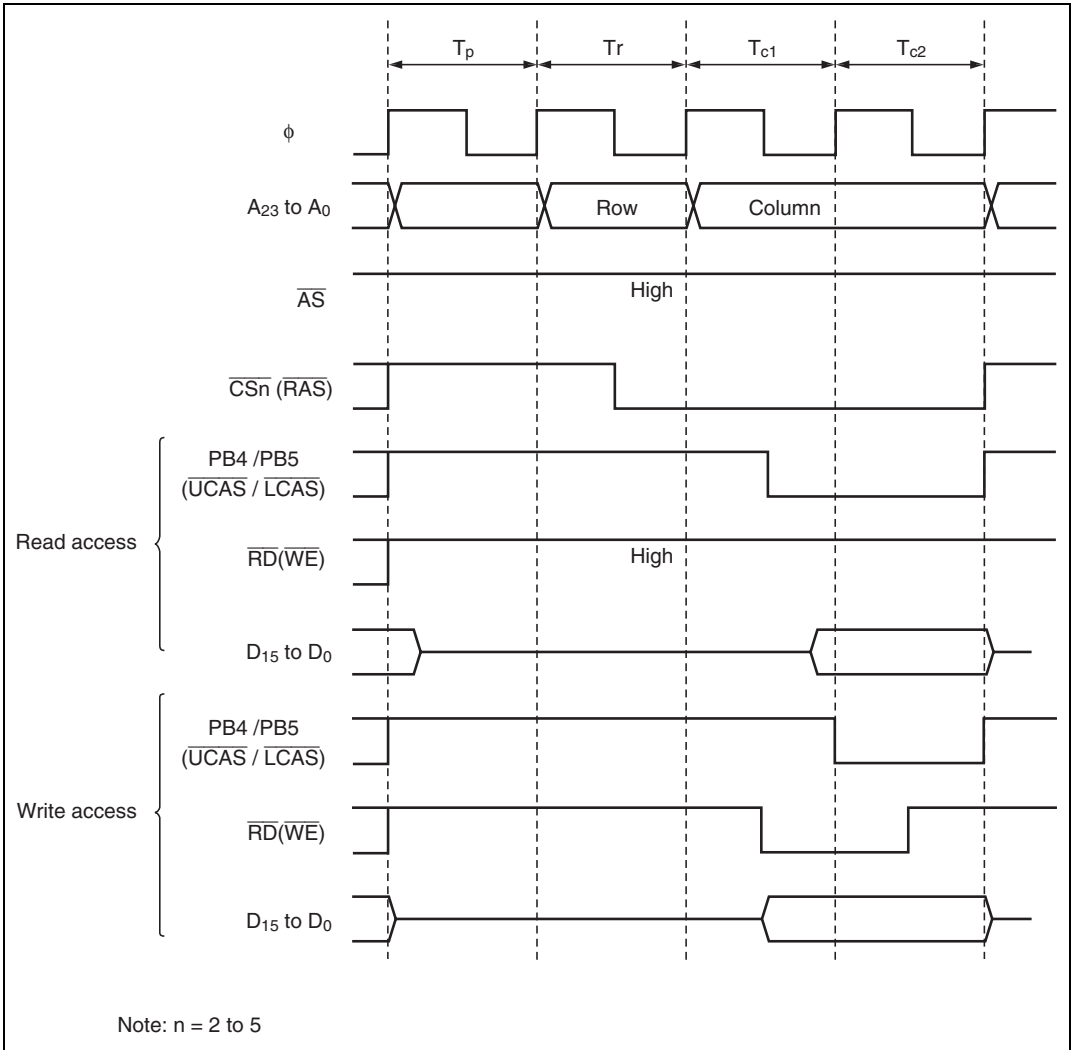 Tp Tr Tc1 Tc2
φ
A23 to A0 Row Column
AS High
CSn (RAS)
Read access
PB4 /PB5
(UCAS / LCAS)
RD(WE) High
D15 to D0
Write access
PB4 /PB5
(UCAS / LCAS)
RD(WE)
D15 to D0
Note: n = 2 to 5